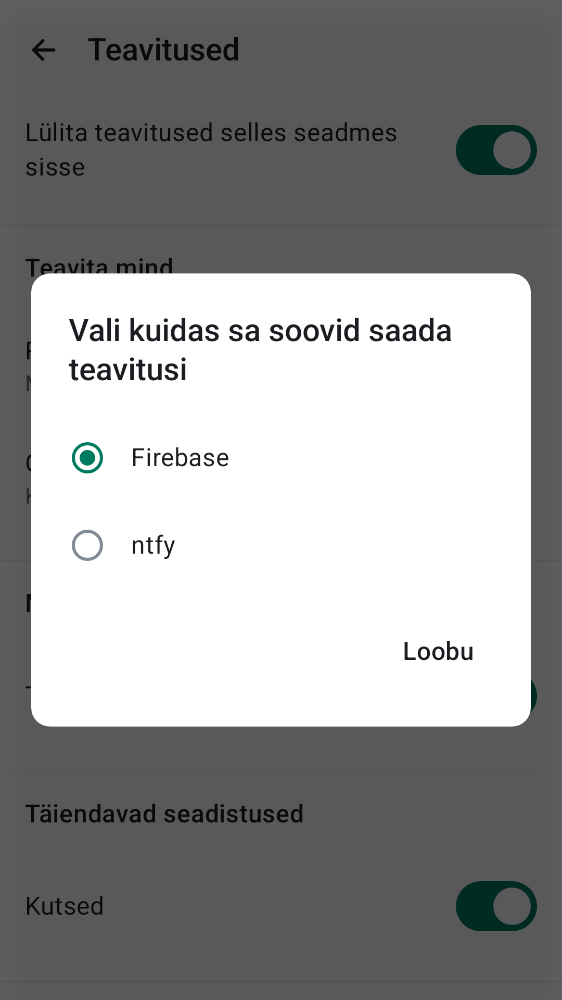 Teavitused
Lülita teavitused selles seadmes
sisse
Teavita mind
Vali kuidas sa soovid saada
teavitusi
Firebase
ntfy
Loobu
Täiendavad seadistused
Kutsed